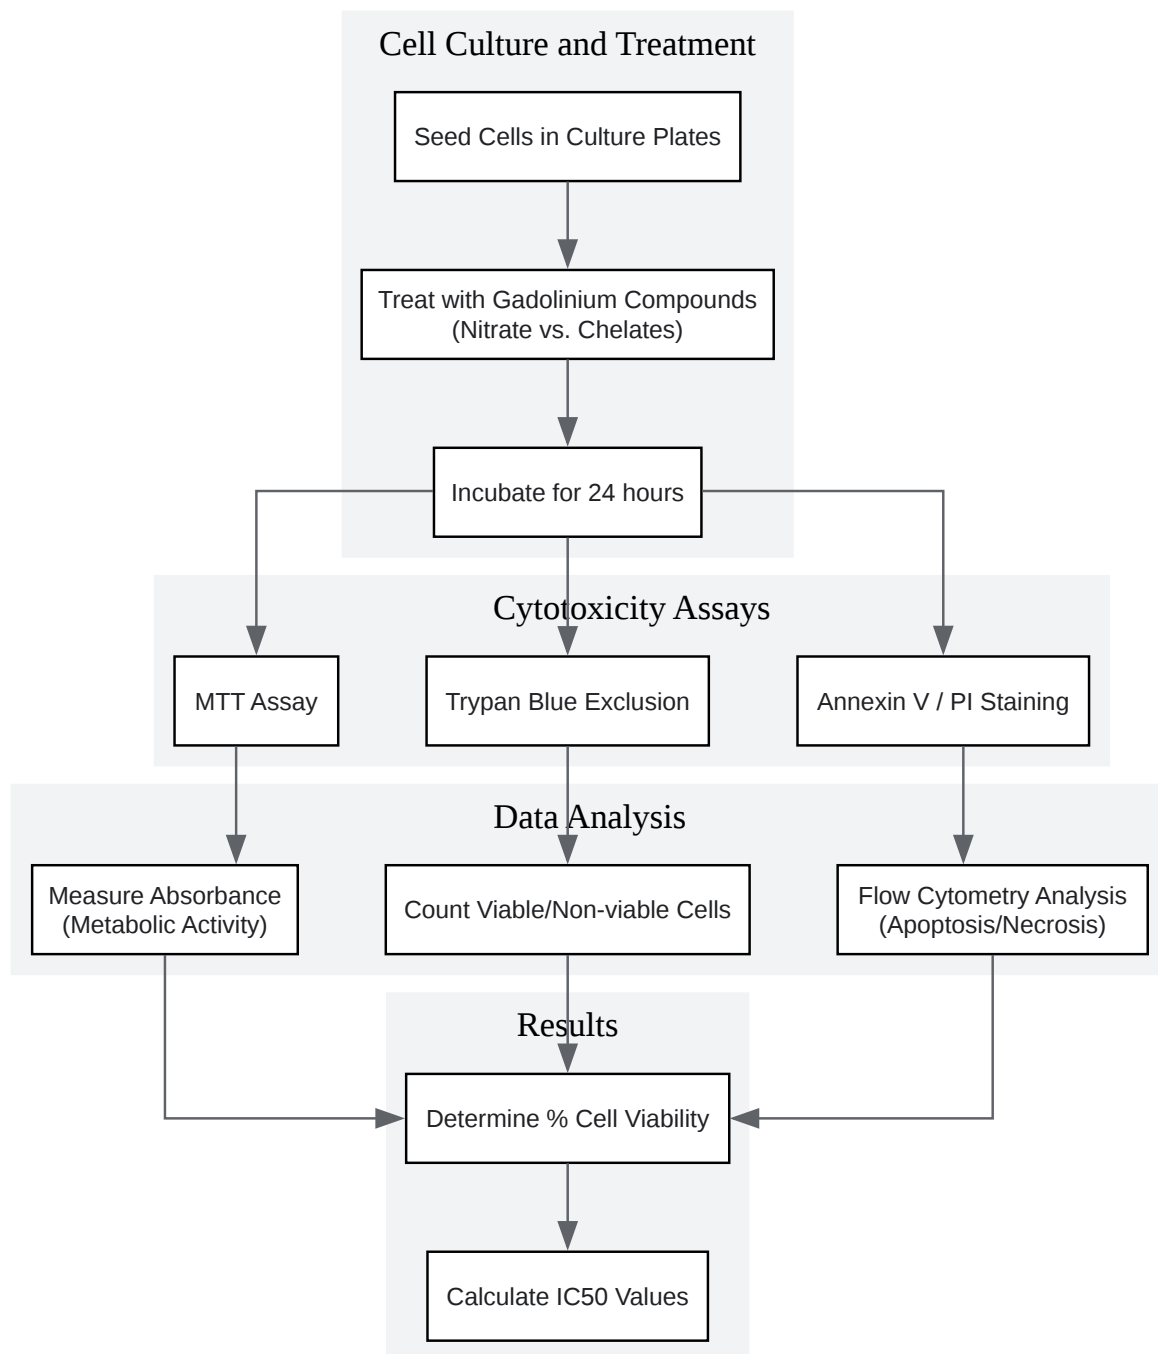 Cell Culture and Treatment
Seed Cells in Culture Plates
Treat with Gadolinium Compounds
(Nitrate vs. Chelates)
Incubate for 24 hours
Cytotoxicity Assays
MTT Assay
Trypan Blue Exclusion
Annexin V / PI Staining
Data Analysis
Measure Absorbance
(Metabolic Activity)
Count Viable/Non-viable Cells
Flow Cytometry Analysis
(Apoptosis/Necrosis)
Results
Determine % Cell Viability
Calculate IC50 Values